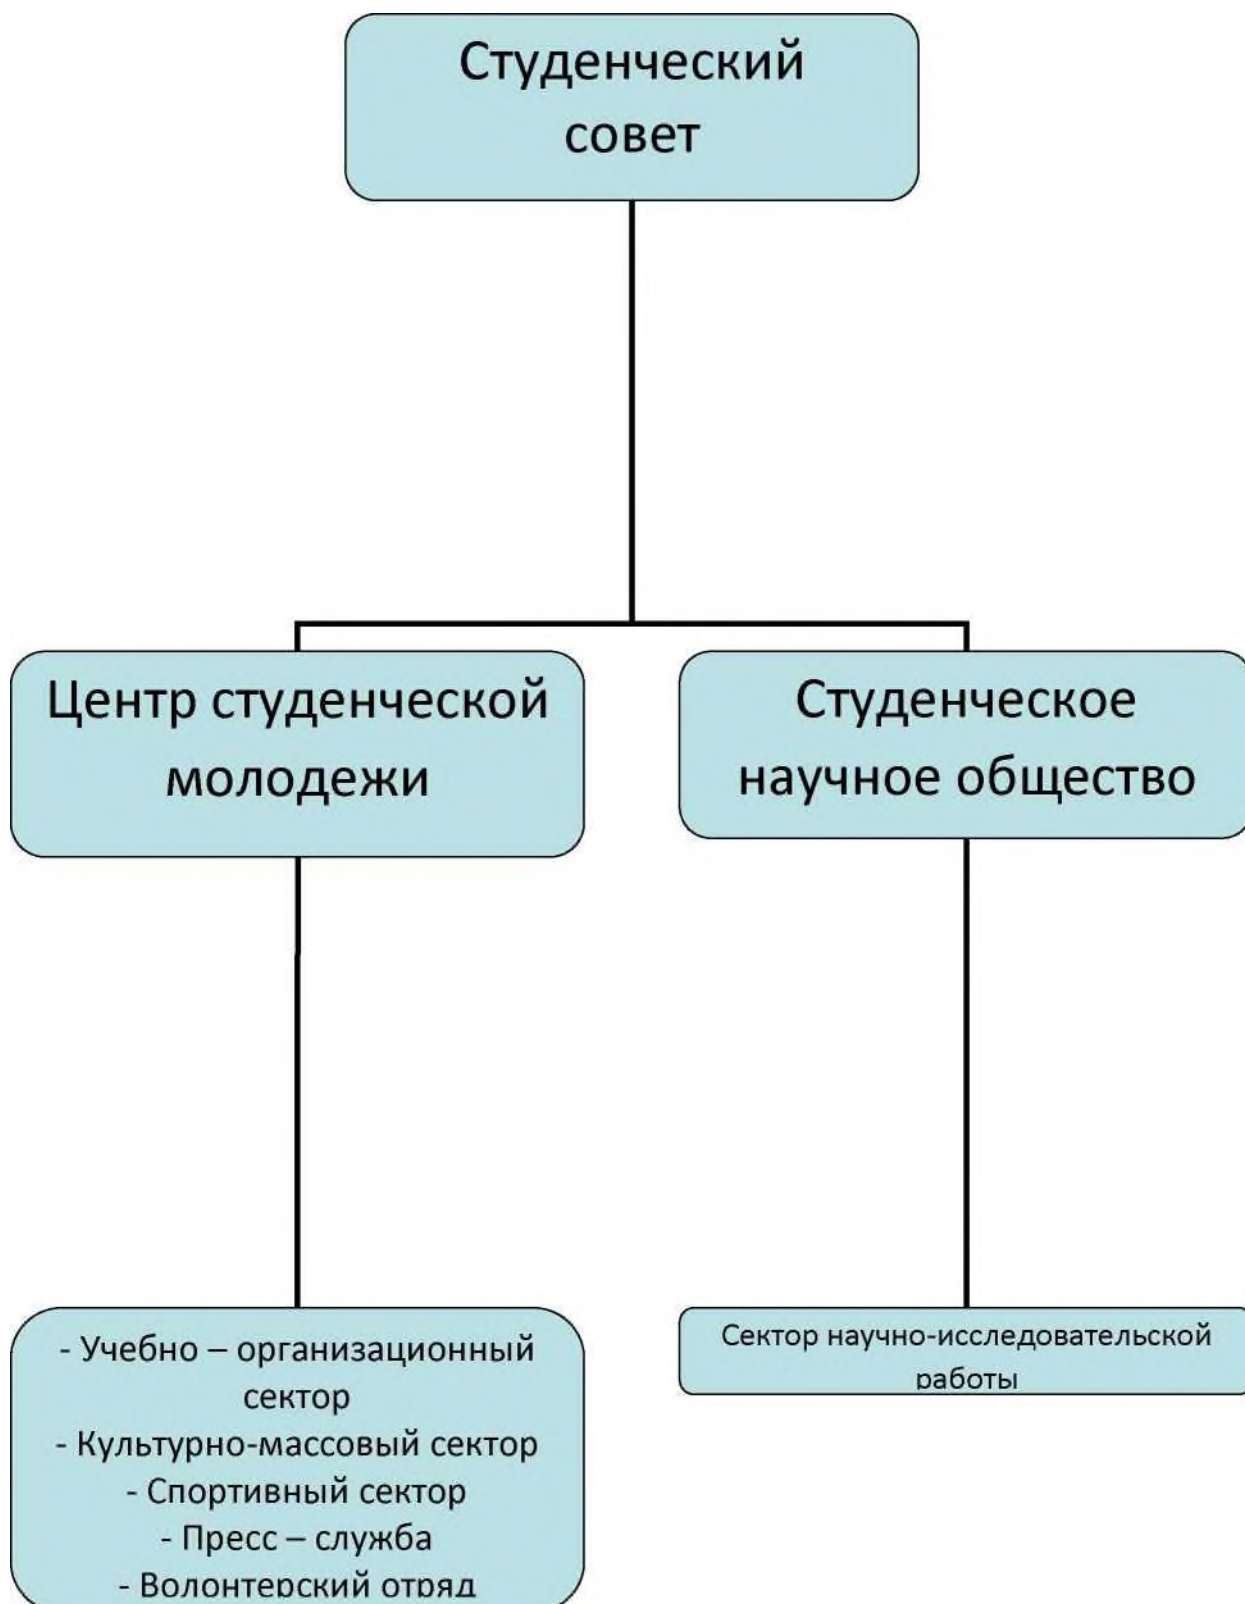 Студенческий
совет
Центр студенческой
молодежи
Студенческое
научное общество
- Учебно – организационный
сектор
- Культурно-массовый сектор
- Спортивный сектор
- Пресс – служба
- Волонтерский отряд
Сектор научно-исследовательской
работы